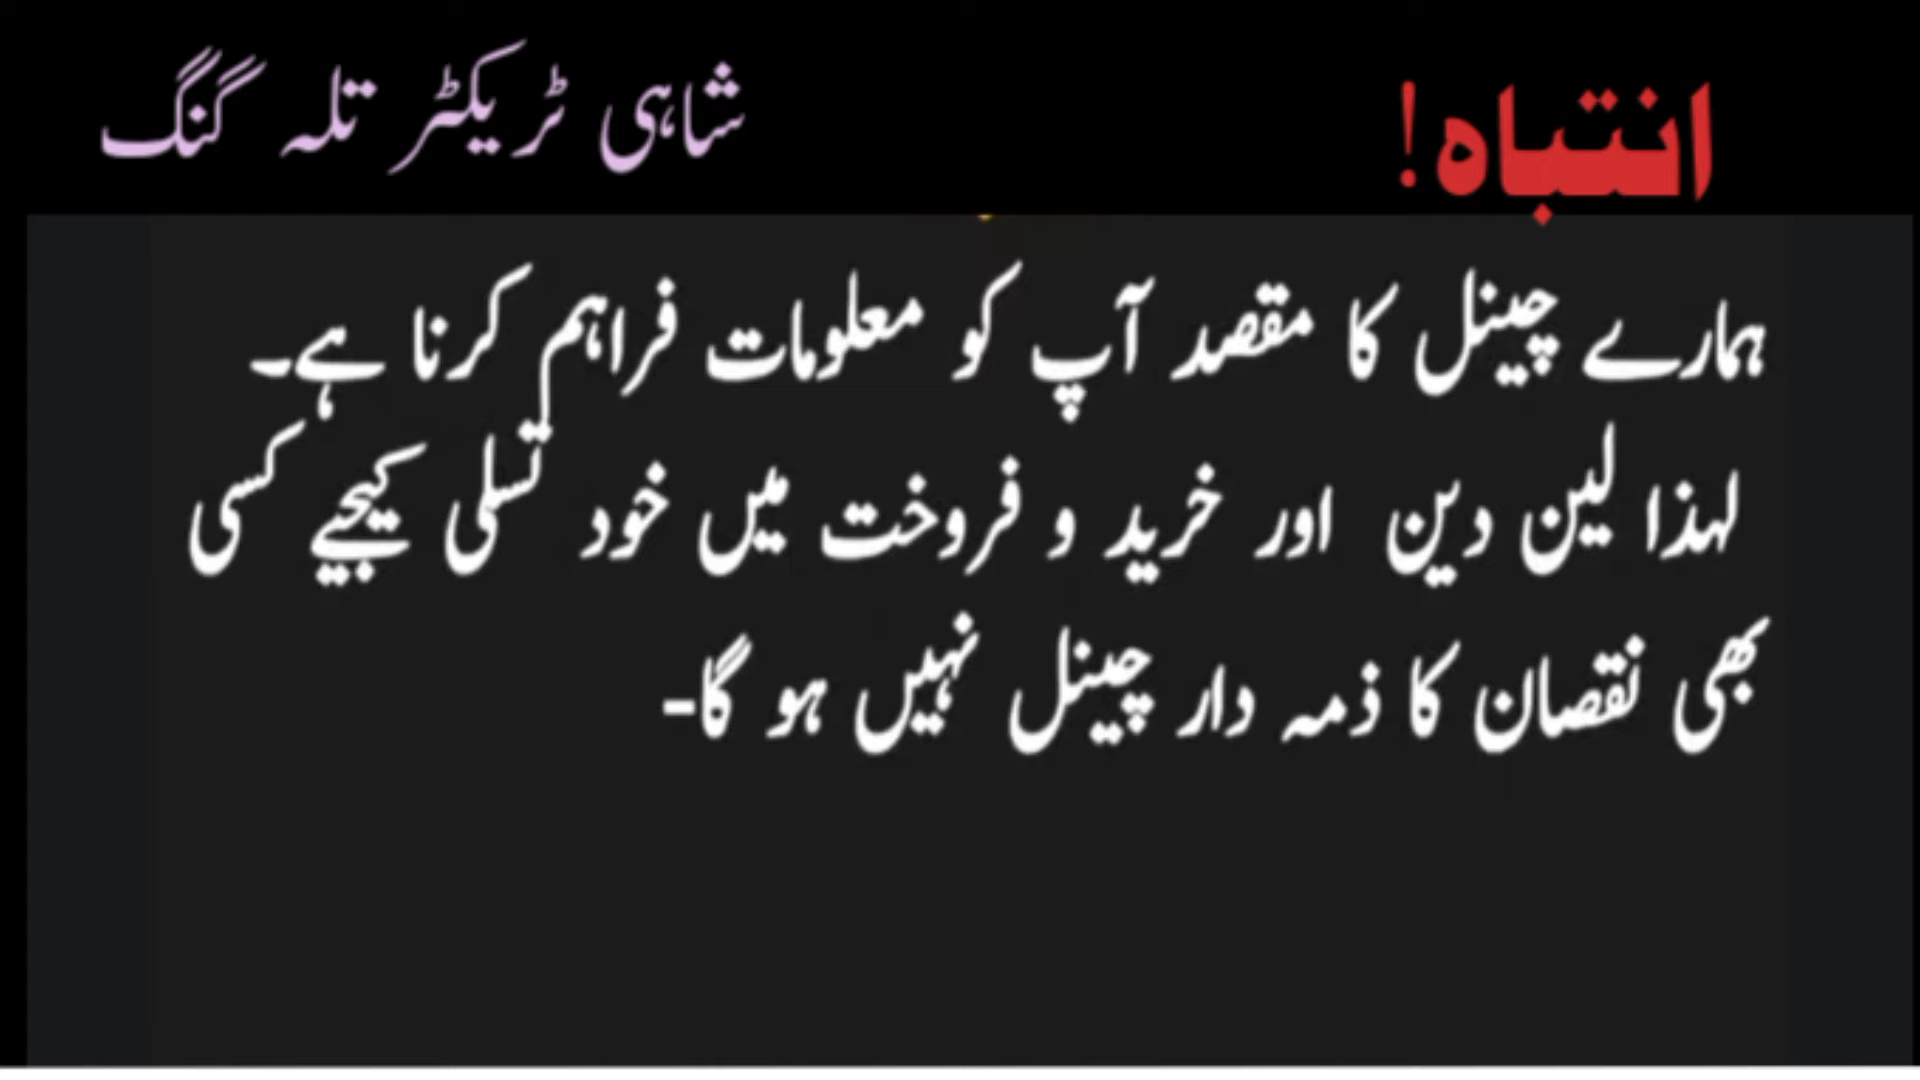 انتباہ!
شاہی ٹریکٹر تلہ گنگ
ہمارے چینل کا مقصد آپ کو معلومات فراہم کرنا ہے۔
لہذا لین دین اور خرید و فروخت میں خود تسلی کیجیے کسی
بھی نقصان کا ذمہ دار چینل نہیں ہو گا-